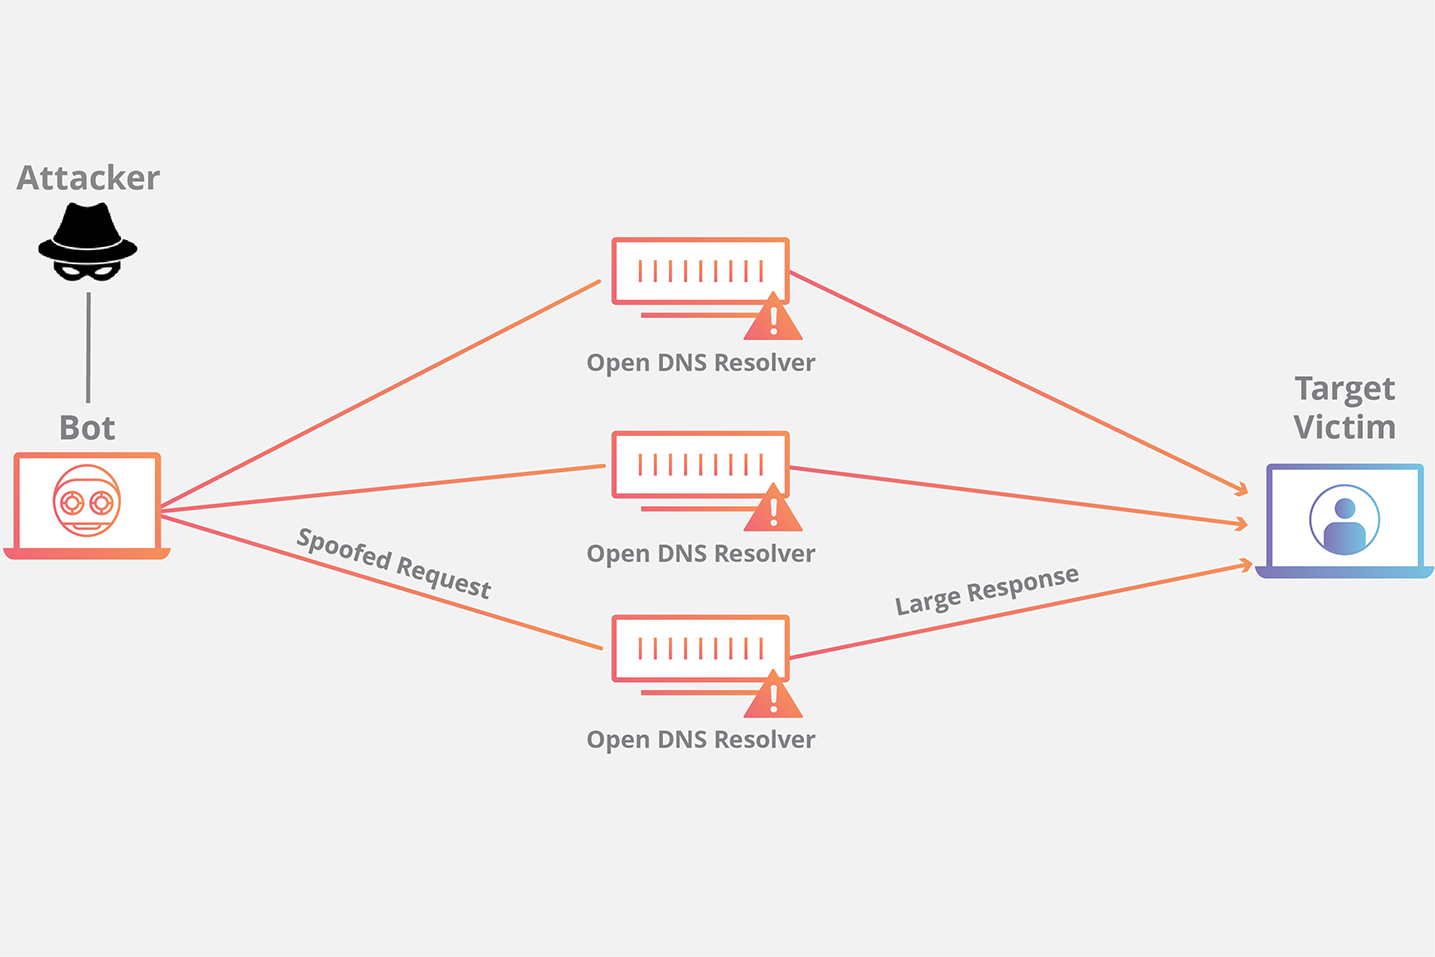 Attacker
Bot
Spoofed Request
Open DNS Resolver
Open DNS Resolver
Open DNS Resolver
Large Response
Target
Victim